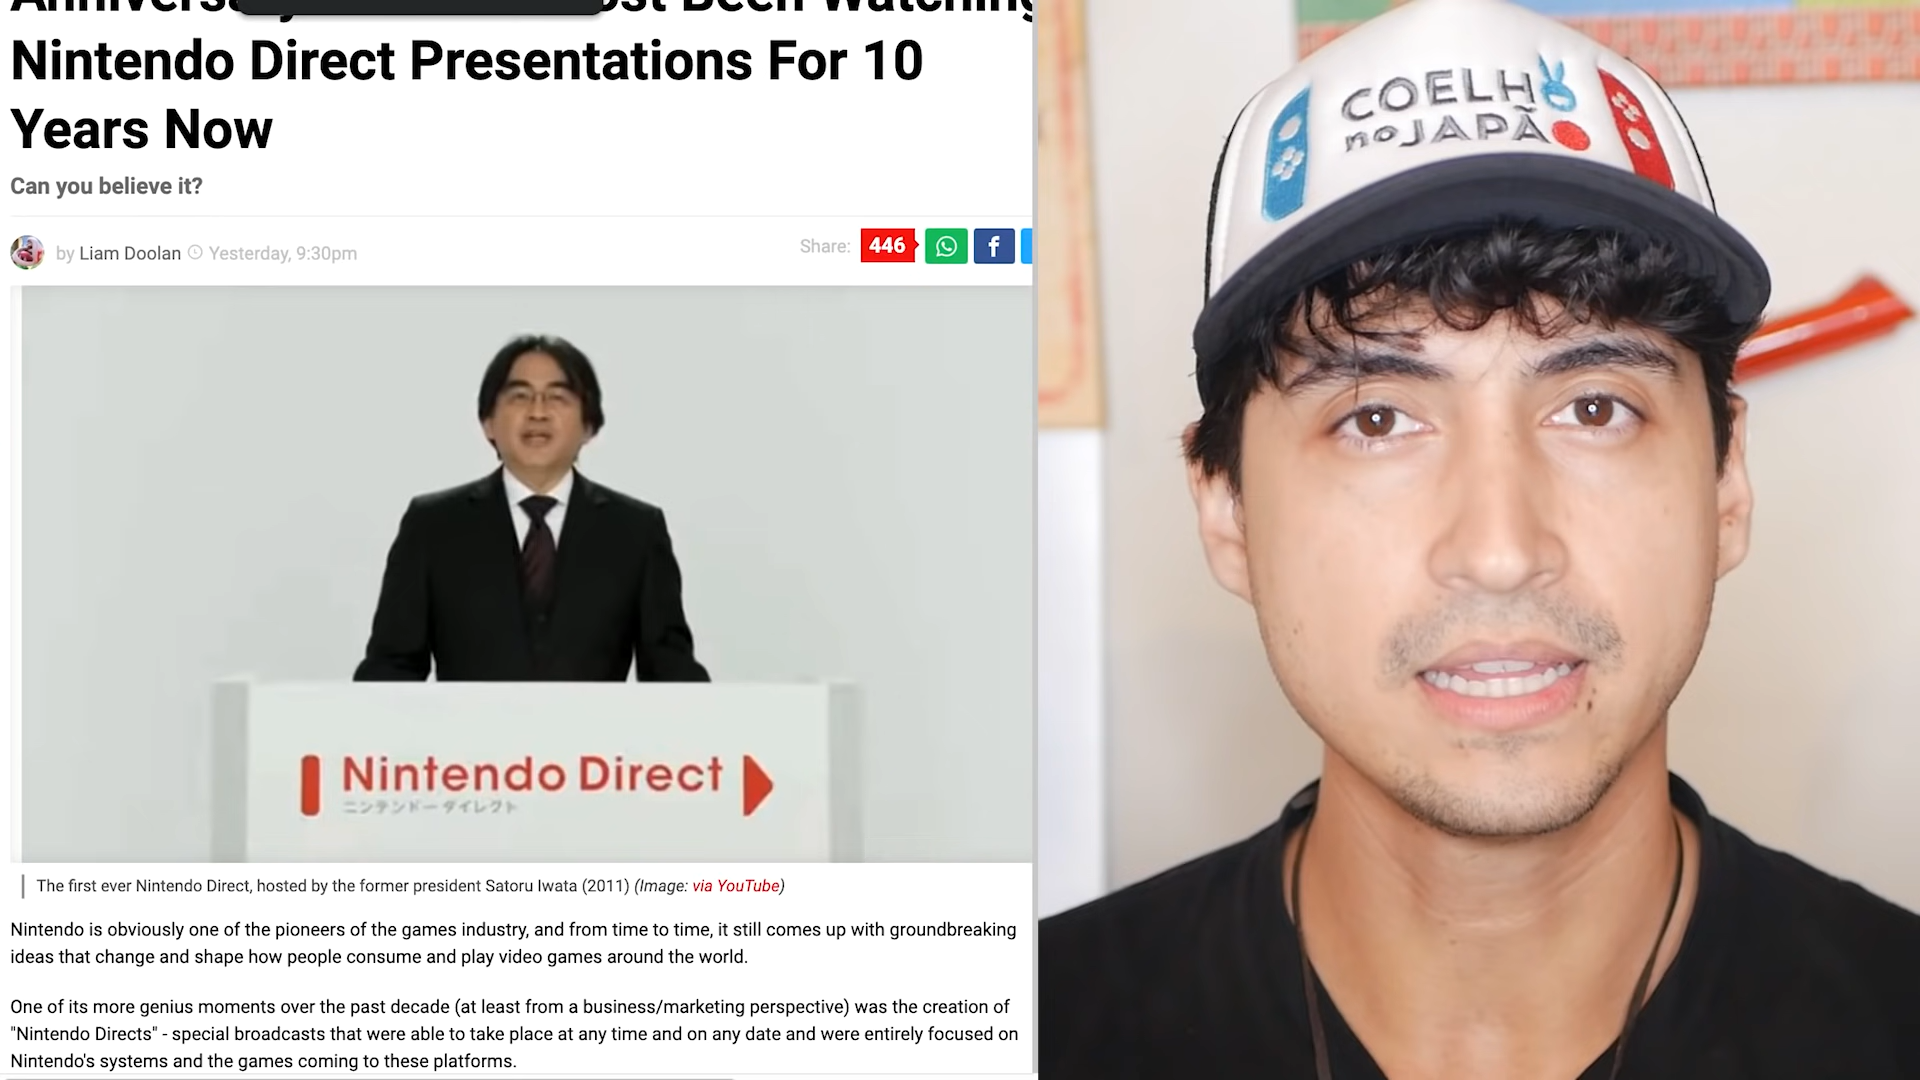 Nintendo Direct Presentations For 10
Years Now
Can you believe it?
by Liam Doolan Yesterday, 9:30pm
Share: 446
Nintendo Direct
ニンテンドーダイレクト
The first ever Nintendo Direct, hosted by the former president Satoru Iwata (2011) (Image: via YouTube)
Nintendo is obviously one of the pioneers of the games industry, and from time to time, it still comes up with groundbreaking
ideas that change and shape how people consume and play video games around the world.
One of its more genius moments over the past decade (at least from a business/marketing perspective) was the creation of
"Nintendo Directs" - special broadcasts that were able to take place at any time and on any date and were entirely focused on
Nintendo's systems and the games coming to these platforms.
COELHO
no JAPÃO